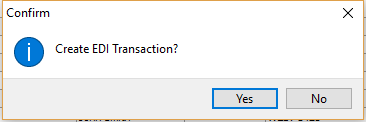 Confirm
Create EDI Transaction?
Yes
No